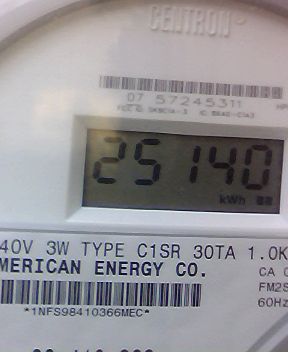 CENTRON®
07 57245311
25140
kWh
40V 3W TYPE C1SR 30TA 1.0K
MERICAN ENERGY CO.
CA 0
FM2S
60Hz
*1NFS98410366MEC*